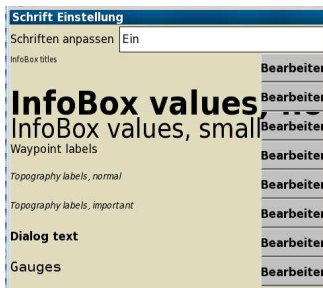 Schrift Einstellung
Schriften anpassen Ein
InfoBox titles
Bearbeiten
InfoBox values,
Bearbeiten
InfoBox values, small
Bearbeiten
Waypoint labels
Bearbeiten
Topography labels, normal
Bearbeiten
Topography labels, important
Bearbeiten
Dialog text
Bearbeiten
Gauges
Bearbeiten